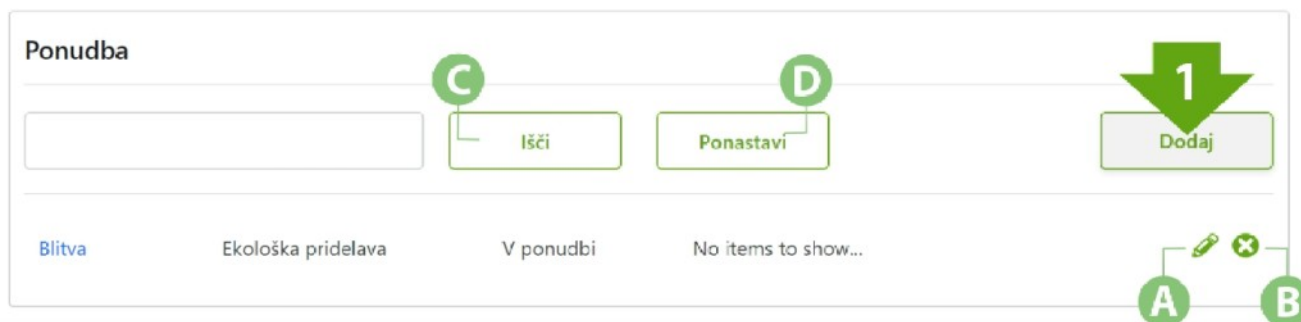 Ponudba
C
D
1
Išči
Ponastavi
Dodaj
Blitva Ekološka pridelava V ponudbi No items to show...
A
B